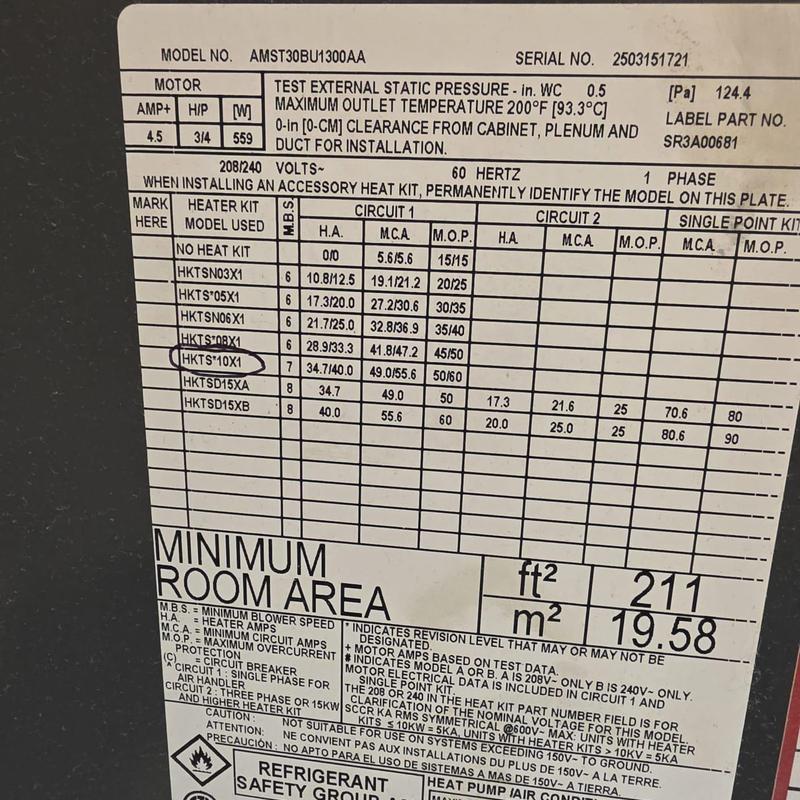 MODEL NO. AMST30BU1300AA SERIAL NO. 2503151721
MOTOR
AMP+ H/P [W]
4.5 3/4 559
TEST EXTERNAL STATIC PRESSURE - in. WC 0.5 [Pa] 124.4
MAXIMUM OUTLET TEMPERATURE 200°F [93.3°C]
0-in [0-CM] CLEARANCE FROM CABINET, PLENUM AND
DUCT FOR INSTALLATION.
LABEL PART NO.
SR3A00681
208/240 VOLTS~ 60 HERTZ 1 PHASE
WHEN INSTALLING AN ACCESSORY HEAT KIT, PERMANENTLY IDENTIFY THE MODEL ON THIS PLATE.
MARK HERE HEATER KIT MODEL USED M.B.S. CIRCUIT 1 CIRCUIT 2 SINGLE POINT KIT
H.A. M.C.A. M.O.P. H.A. M.C.A. M.O.P. M.C.A. M.O.P.
NO HEAT KIT 0/0 5.6/5.6 15/15
HKTSN03X1 6 10.8/12.5 19.1/21.2 20/25
HKTS*05X1 6 17.3/20.0 27.2/30.6 30/35
HKTSN06X1 6 21.7/25.0 32.8/36.9 35/40
HKTS*08X1 6 28.9/33.3 41.8/47.2 45/50
HKTS*10X1 7 34.7/40.0 49.0/55.6 50/60
HKTSD15XA 8 34.7 49.0 50 17.3 21.6 25 70.6 80
HKTSD15XB 8 40.0 55.6 60 20.0 25.0 25 80.6 90
MINIMUM
ROOM AREA
ft² 211
m² 19.58
M.B.S. = MINIMUM BLOWER SPEED
H.A. = HEATER AMPS
M.C.A. = MINIMUM CIRCUIT AMPS
M.O.P. = MAXIMUM OVERCURRENT
PROTECTION
(C) = CIRCUIT BREAKER
CIRCUIT 1 : SINGLE PHASE FOR
AIR HANDLER
CIRCUIT 2 : THREE PHASE OR 15KW
AND HIGHER HEATER KIT
* INDICATES REVISION LEVEL THAT MAY OR MAY NOT BE
DESIGNATED.
+ MOTOR AMPS BASED ON TEST DATA.
# INDICATES MODEL A OR B. A IS 208V~ ONLY B IS 240V~ ONLY.
MOTOR ELECTRICAL DATA IS INCLUDED IN CIRCUIT 1 AND
SINGLE POINT KIT.
THE 208 OR 240 IN THE HEAT KIT PART NUMBER FIELD IS FOR
CLARIFICATION OF THE NOMINAL VOLTAGE FOR THIS MODEL.
SCCR KA RMS SYMMETRICAL @600V~ MAX: UNITS WITH HEATER
KITS ≤ 10KW = 5KA, UNITS WITH HEATER KITS > 10KV = 5KA
CAUTION : NOT SUITABLE FOR USE ON SYSTEMS EXCEEDING 150V~ TO GROUND.
ATTENTION: NE CONVIENT PAS AUX INSTALLATIONS DU PLUS DE 150V~ A LA TERRE.
PRECAUCIÓN : NO APTO PARA EL USO DE SISTEMAS A MAS DE 150V~ A TIERRA.
REFRIGERANT
SAFETY GROUP
HEAT PUMP /AIR